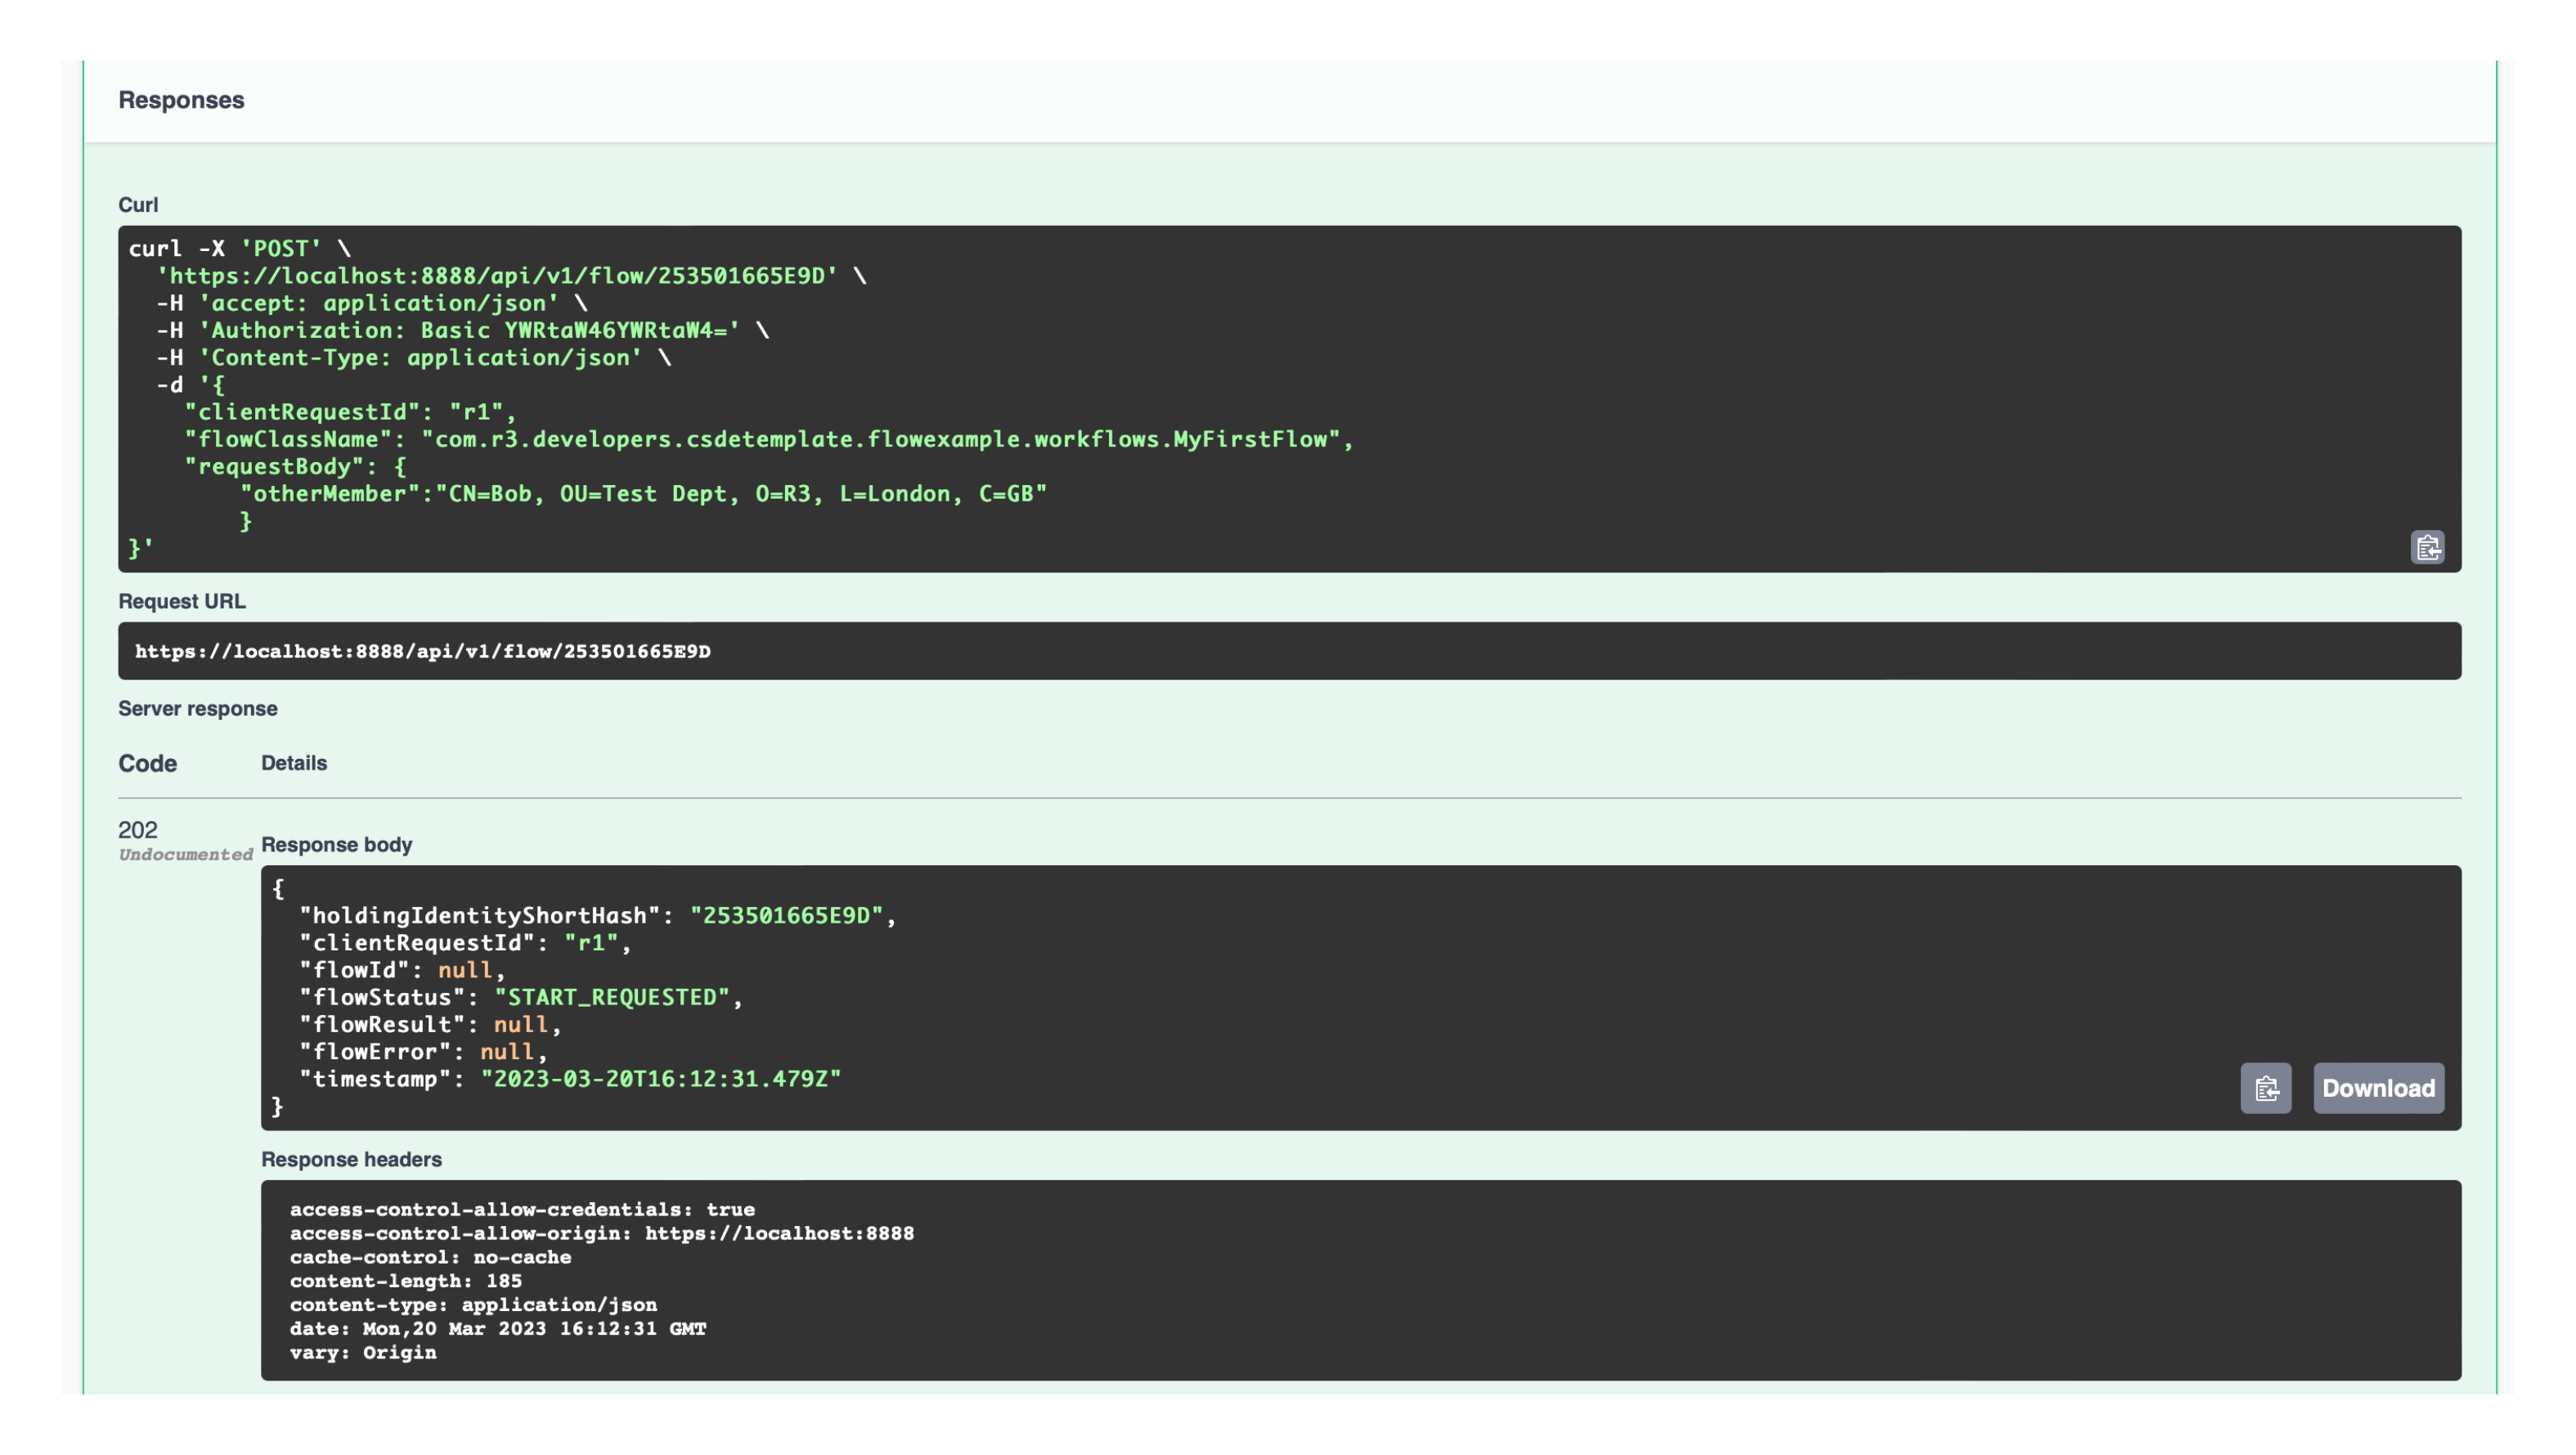 Responses
Curl
curl -X 'POST' \
  'https://localhost:8888/api/v1/flow/253501665E9D' \
  -H 'accept: application/json' \
  -H 'Authorization: Basic YWRtaW46YWRtaW4=' \
  -H 'Content-Type: application/json' \
  -d '{
    "clientRequestId": "r1",
    "flowClassName": "com.r3.developers.csdetemplate.flowexample.workflows.MyFirstFlow",
    "requestBody": {
        "otherMember":"CN=Bob, OU=Test Dept, O=R3, L=London, C=GB"
        }
}'
Request URL
https://localhost:8888/api/v1/flow/253501665E9D
Server response
Code Details
202
Undocumented
Response body
{
  "holdingIdentityShortHash": "253501665E9D",
  "clientRequestId": "r1",
  "flowId": null,
  "flowStatus": "START_REQUESTED",
  "flowResult": null,
  "flowError": null,
  "timestamp": "2023-03-20T16:12:31.479Z"
}
Download
Response headers
access-control-allow-credentials: true
access-control-allow-origin: https://localhost:8888
cache-control: no-cache
content-length: 185
content-type: application/json
date: Mon,20 Mar 2023 16:12:31 GMT
vary: Origin